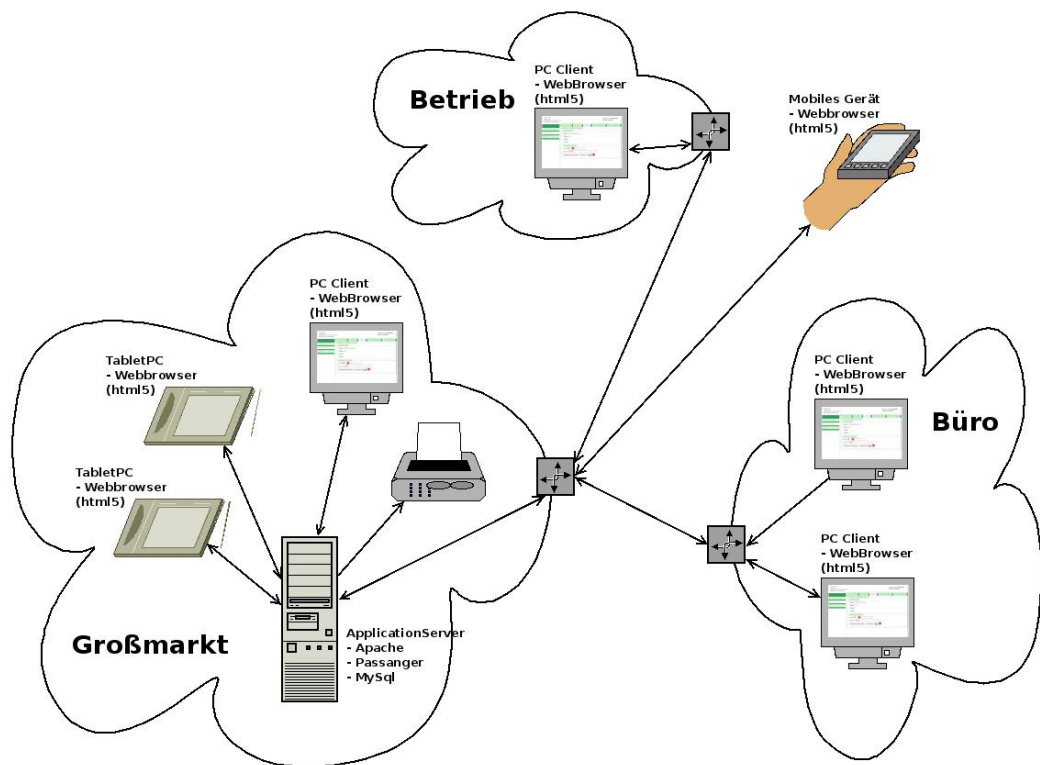 PC Client
- WebBrowser
(html5)
Betrieb
Mobiles Gerät
- Webbrowser
(html5)
PC Client
- WebBrowser
(html5)
TabletPC
- Webbrowser
(html5)
TabletPC
- Webbrowser
(html5)
Großmarkt
ApplicationServer
- Apache
- Passanger
- MySql
PC Client
- WebBrowser
(html5)
Büro
PC Client
- WebBrowser
(html5)